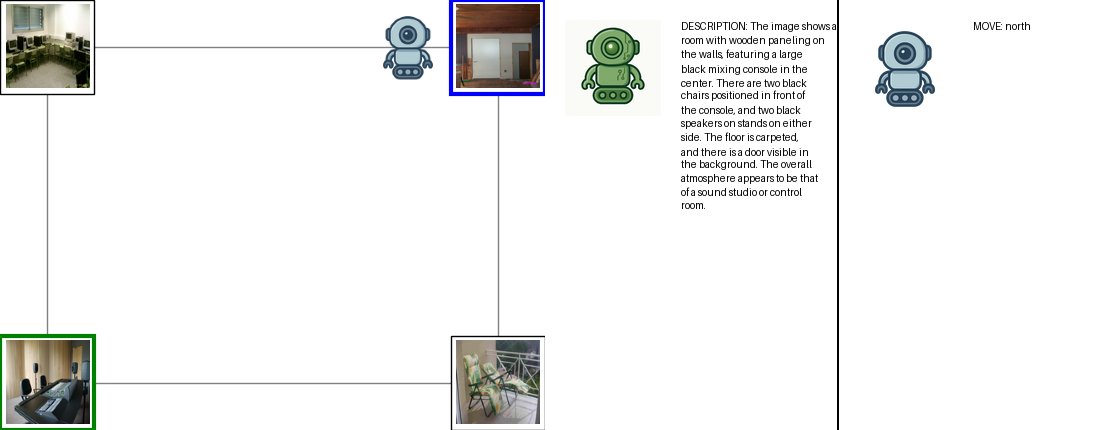 DESCRIPTION: The image shows a
room with wooden paneling on
the walls, featuring a large
black mixing console in the
center. There are two black
chairs positioned in front of
the console, and two black
speakers on stands on either
side. The floor is carpeted,
and there is a door visible in
the background. The overall
atmosphere appears to be that
of a sound studio or control
room.
MOVE: north